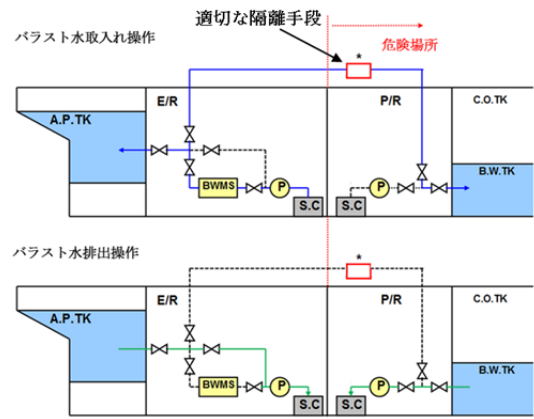 適切な隔離手段
バラスト水取入れ操作
危険場所
*
E/R
P/R
C.O.TK
A.P.TK
B.W.TK
BWMS
P
P
S.C
S.C
バラスト水排出操作
*
E/R
P/R
C.O.TK
A.P.TK
B.W.TK
BWMS
P
P
S.C
S.C